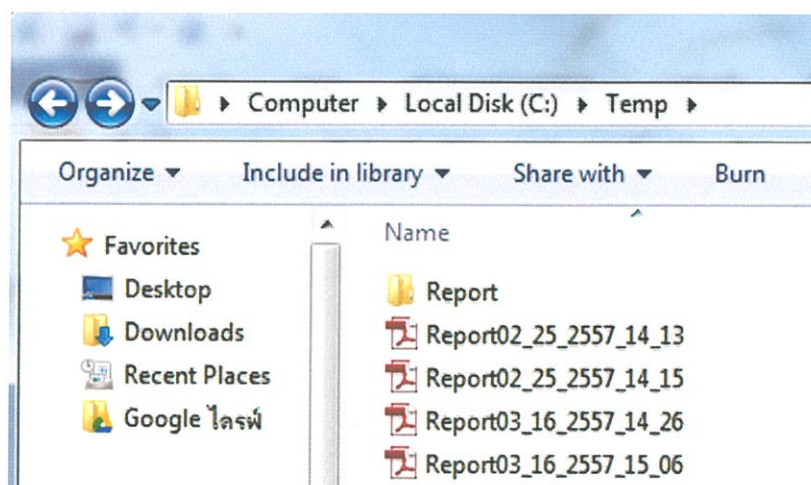 Computer ▸ Local Disk (C:) ▸ Temp ▸
Organize ▾ Include in library ▾ Share with ▾ Burn
Favorites
Desktop
Downloads
Recent Places
Google ไดรฟ์
Name
Report
Report02_25_2557_14_13
Report02_25_2557_14_15
Report03_16_2557_14_26
Report03_16_2557_15_06